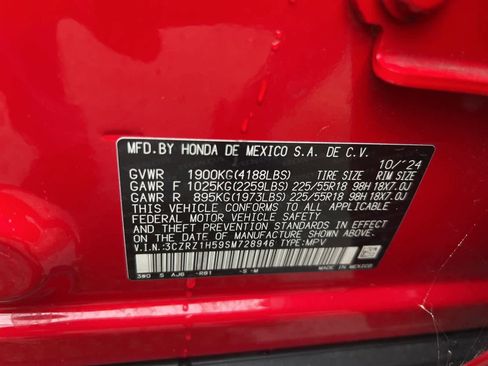 MFD.BY HONDA DE MEXICO S.A. DE C.V.
10/'24
GVWR 1900KG(4188LBS) TIRE SIZE RIM SIZE
GAWR F 1025KG(2259LBS) 225/55R18 98H 18X7.0J
GAWR R 895KG(1973LBS) 225/55R18 98H 18X7.0J
THIS VEHICLE CONFORMS TO ALL APPLICABLE
FEDERAL MOTOR VEHICLE SAFETY AND THEFT
PREVENTION STANDARDS IN EFFECT ON THE
DATE OF MANUFACTURE SHOWN ABOVE.
V.I.N.:3CZRZ1H59SM728946 TYPE:MPV
S -S -M MADE IN MEXICO